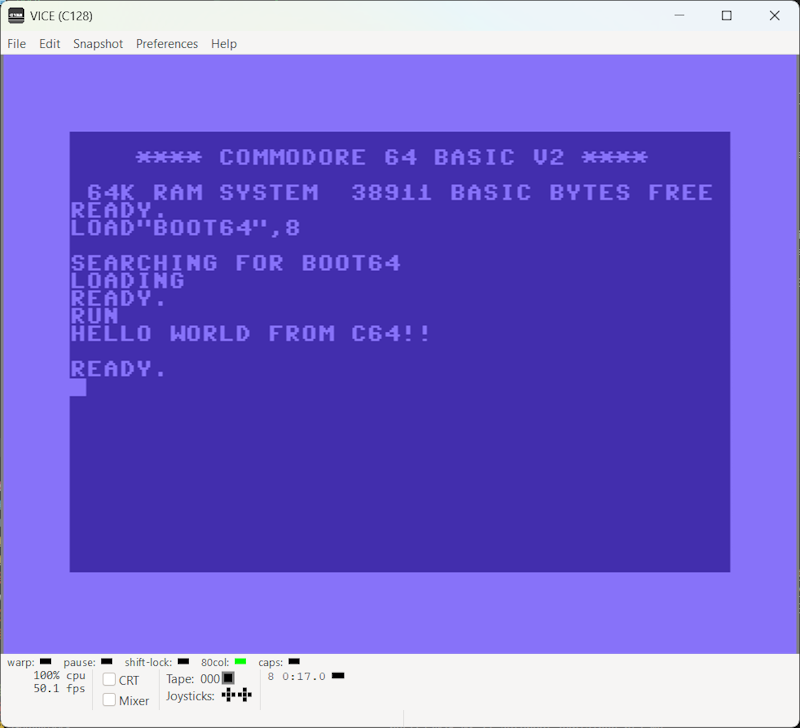 VICE (C128)
File Edit Snapshot Preferences Help
**** COMMODORE 64 BASIC V2 ****
64K RAM SYSTEM  38911 BASIC BYTES FREE
READY.
LOAD"BOOT64",8
SEARCHING FOR BOOT64
LOADING
READY.
RUN
HELLO WORLD FROM C64!!
READY.
warp: pause: shift-lock: 80col: caps:
100% cpu CRT Tape: 000 8 0:17.0
50.1 fps Mixer Joysticks: